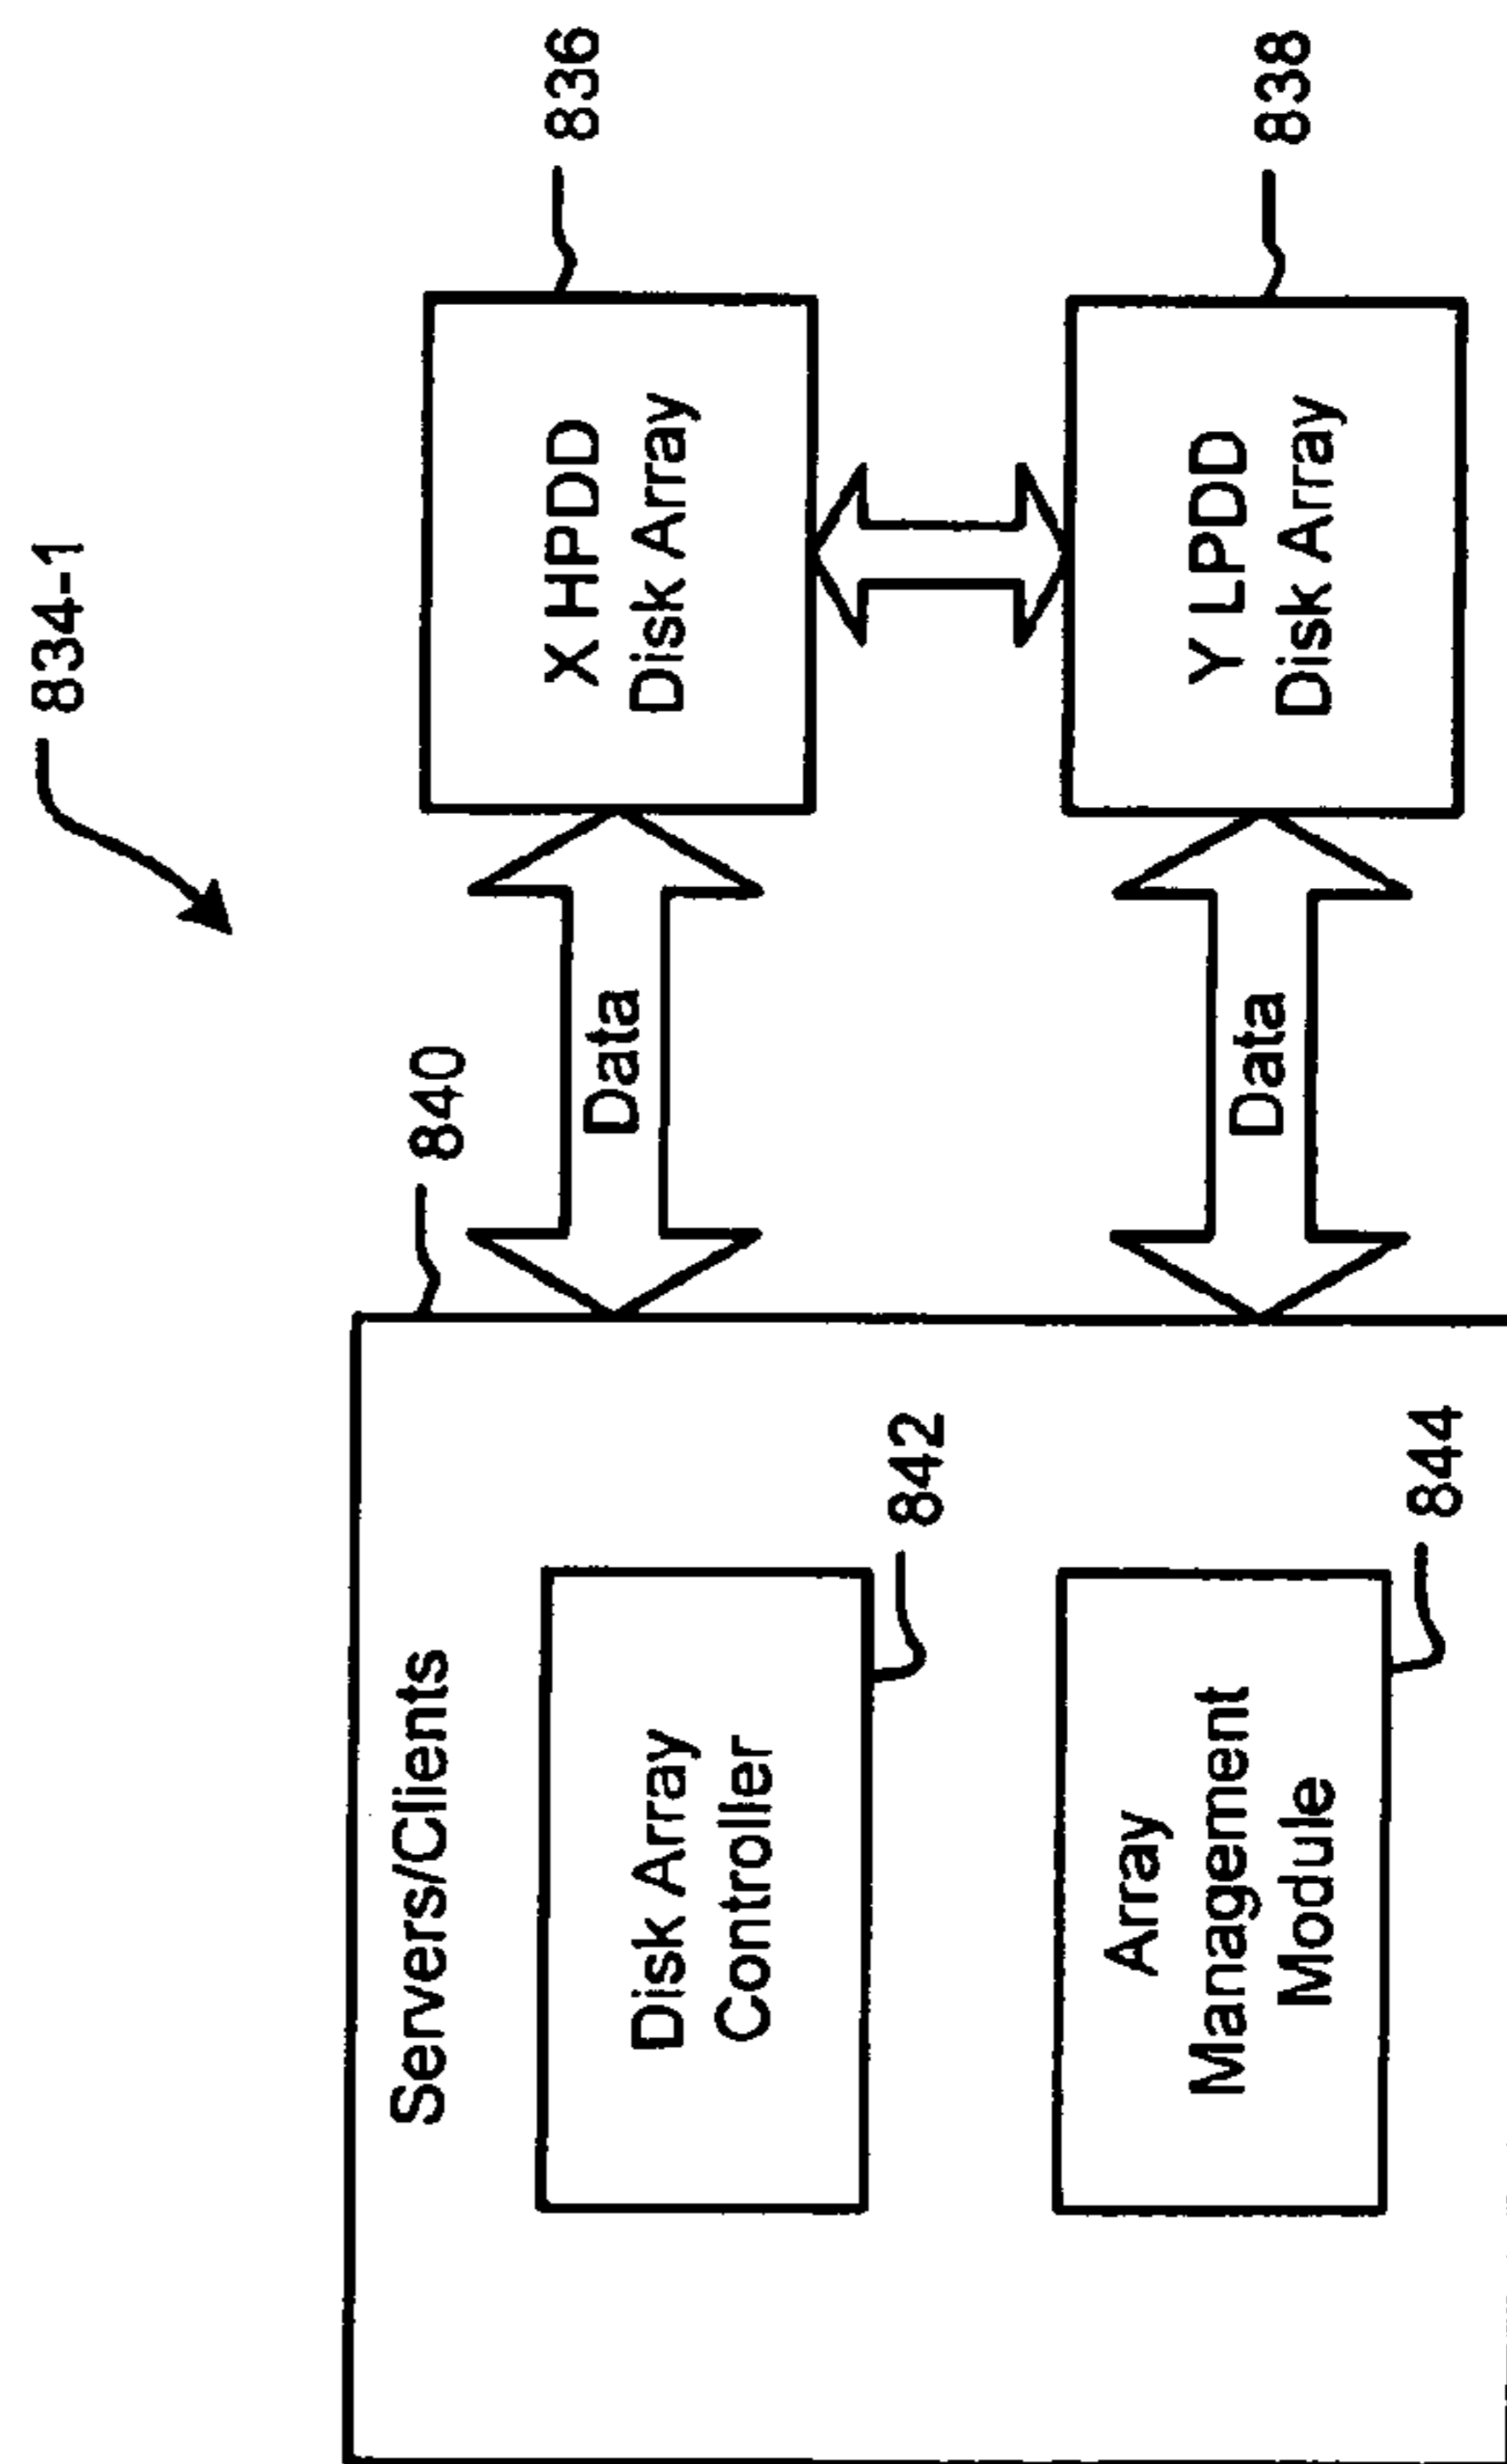 834-1
840
Servers/Clients
Disk Array
Controller
842
Array
Management
Module
844
Data
Data
X HPDD
Disk Array
836
Y LPDD
Disk Array
838